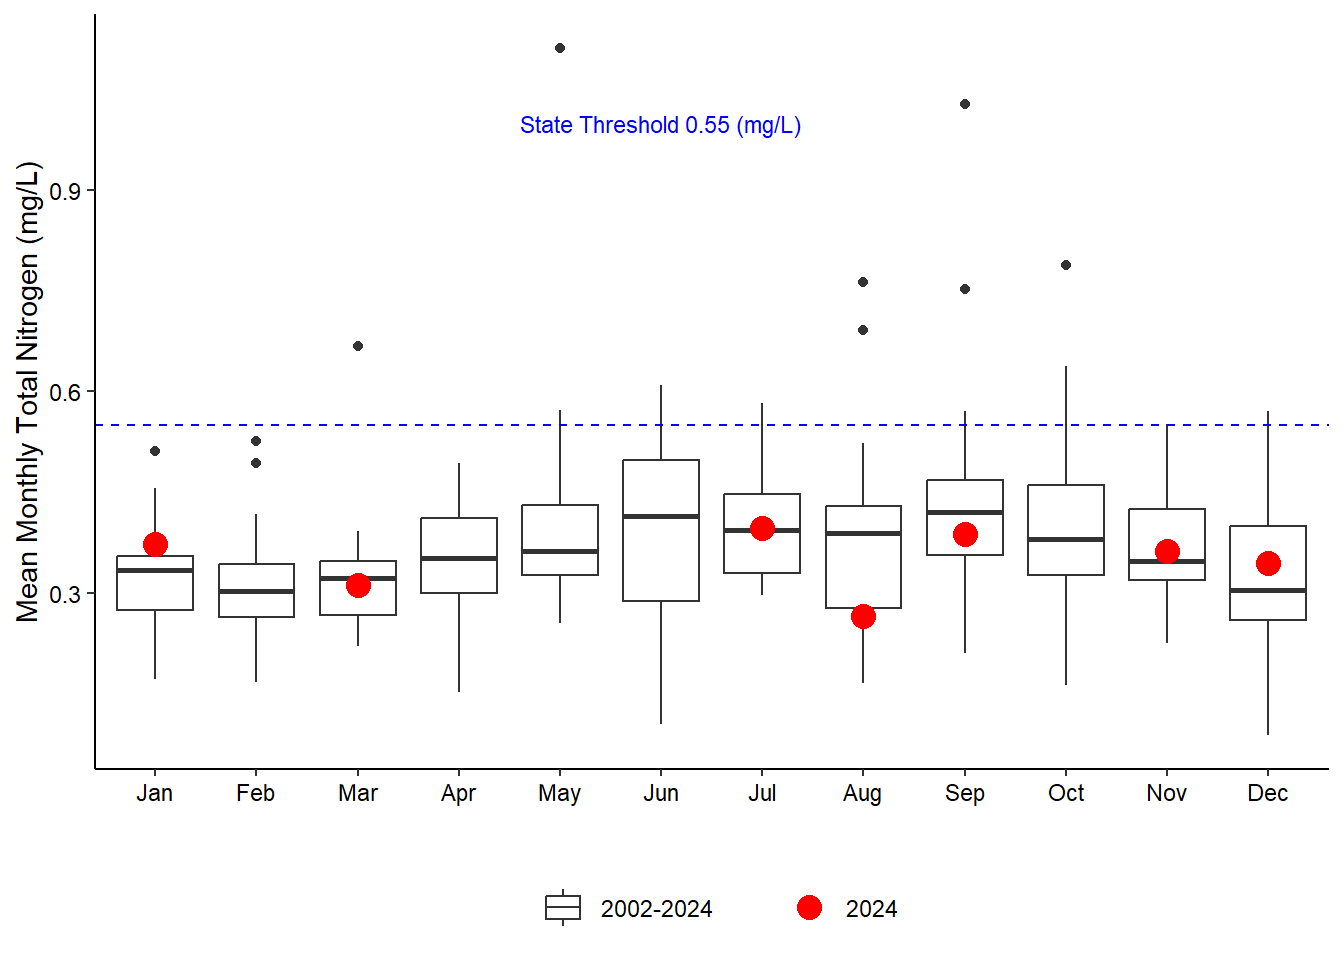 State Threshold 0.55 (mg/L)
Mean Monthly Total Nitrogen (mg/L)
0.9
0.6
0.3
Jan Feb Mar Apr May Jun Jul Aug Sep Oct Nov Dec
2002-2024 2024